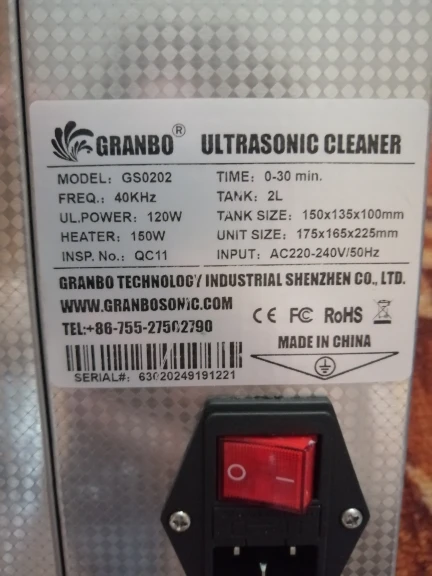 GRANBO® ULTRASONIC CLEANER
MODEL: GS0202 TIME: 0-30 min.
FREQ.: 40KHz TANK: 2L
UL.POWER: 120W TANK SIZE: 150x135x100mm
HEATER: 150W UNIT SIZE: 175x165x225mm
INSP. No.: QC11 INPUT: AC220-240V/50Hz
GRANBO TECHNOLOGY INDUSTRIAL SHENZHEN CO., LTD.
WWW.GRANBOSONIC.COM
TEL:+86-755-27502790
CE FC RoHS
MADE IN CHINA
SERIAL#: 63020249191221
O I